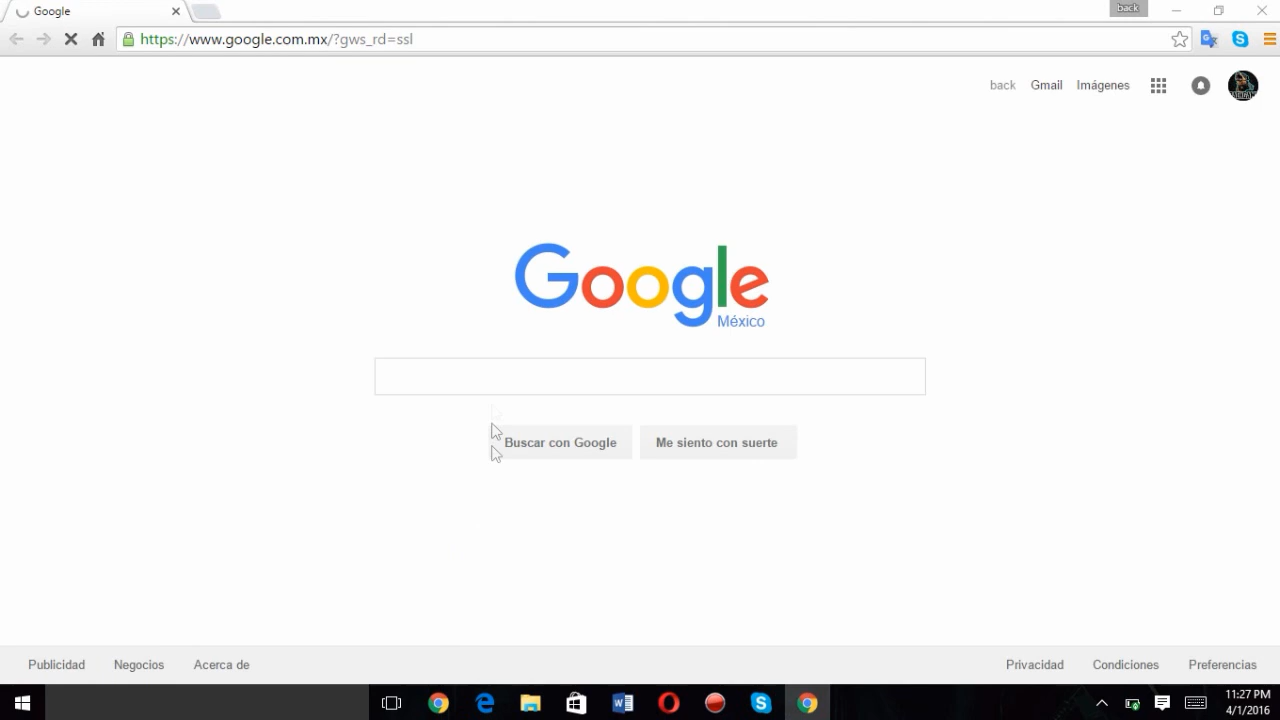 Google
back
https://www.google.com.mx/?gws_rd=ssl
back Gmail Imágenes
Google
México
Buscar con Google Me siento con suerte
Publicidad Negocios Acerca de Privacidad Condiciones Preferencias
11:27 PM
4/1/2016